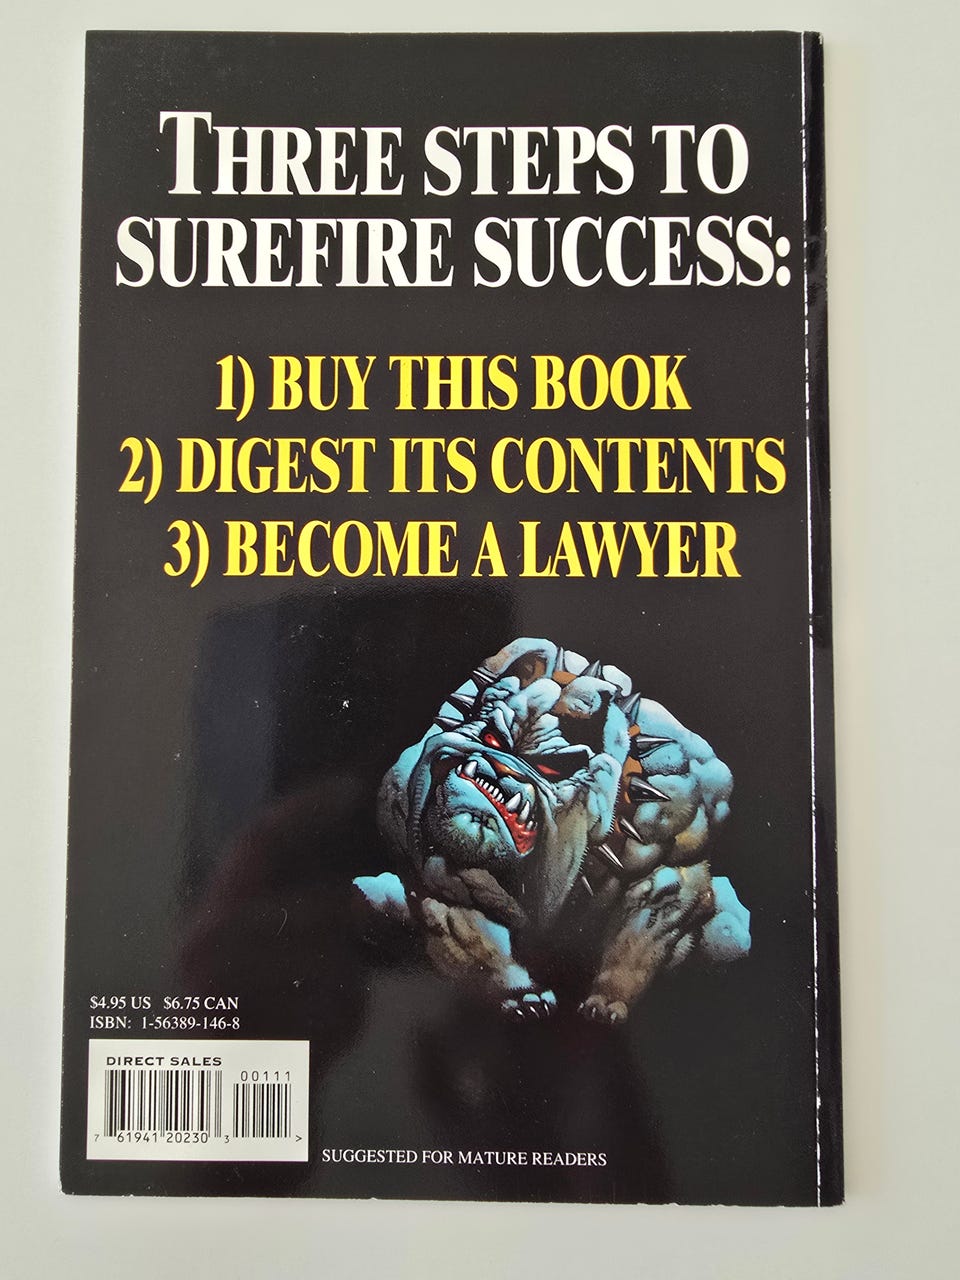 THREE STEPS TO
SUREFIRE SUCCESS:
1) BUY THIS BOOK
2) DIGEST ITS CONTENTS
3) BECOME A LAWYER
$4.95 US $6.75 CAN
ISBN: 1-56389-146-8
DIRECT SALES
00111
7 61941 20230 3 >
SUGGESTED FOR MATURE READERS